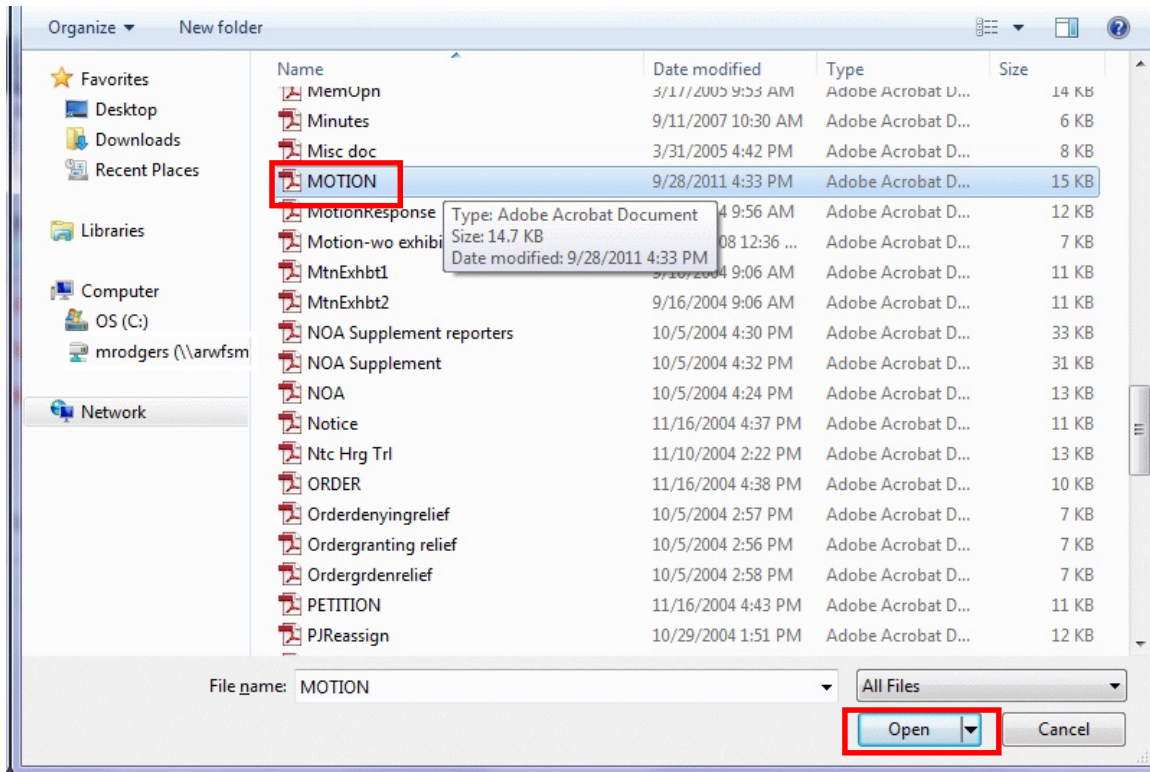 Organize New folder
Favorites
Desktop
Downloads
Recent Places
Libraries
Computer
OS (C:)
mrodgers (\\arwfsm
Network
Name Date modified Type Size
MemOpn 3/17/2005 9:53 AM Adobe Acrobat D... 14 KB
Minutes 9/11/2007 10:30 AM Adobe Acrobat D... 6 KB
Misc doc 3/31/2005 4:42 PM Adobe Acrobat D... 8 KB
MOTION 9/28/2011 4:33 PM Adobe Acrobat D... 15 KB
MotionResponse 4 9:56 AM Adobe Acrobat D... 12 KB
Motion-wo exhibi 08 12:36 ... Adobe Acrobat D... 7 KB
Type: Adobe Acrobat Document
Size: 14.7 KB
Date modified: 9/28/2011 4:33 PM
MtnExhbt1 9/16/2004 9:06 AM Adobe Acrobat D... 11 KB
MtnExhbt2 9/16/2004 9:06 AM Adobe Acrobat D... 11 KB
NOA Supplement reporters 10/5/2004 4:30 PM Adobe Acrobat D... 33 KB
NOA Supplement 10/5/2004 4:32 PM Adobe Acrobat D... 31 KB
NOA 10/5/2004 4:24 PM Adobe Acrobat D... 13 KB
Notice 11/16/2004 4:37 PM Adobe Acrobat D... 11 KB
Ntc Hrg Trl 11/10/2004 2:22 PM Adobe Acrobat D... 13 KB
ORDER 11/16/2004 4:38 PM Adobe Acrobat D... 10 KB
Orderdenyingrelief 10/5/2004 2:57 PM Adobe Acrobat D... 7 KB
Ordergranting relief 10/5/2004 2:56 PM Adobe Acrobat D... 7 KB
Ordergrdenrelief 10/5/2004 2:58 PM Adobe Acrobat D... 7 KB
PETITION 11/16/2004 4:43 PM Adobe Acrobat D... 11 KB
PJReassign 10/29/2004 1:51 PM Adobe Acrobat D... 12 KB
File name: MOTION All Files
Open Cancel